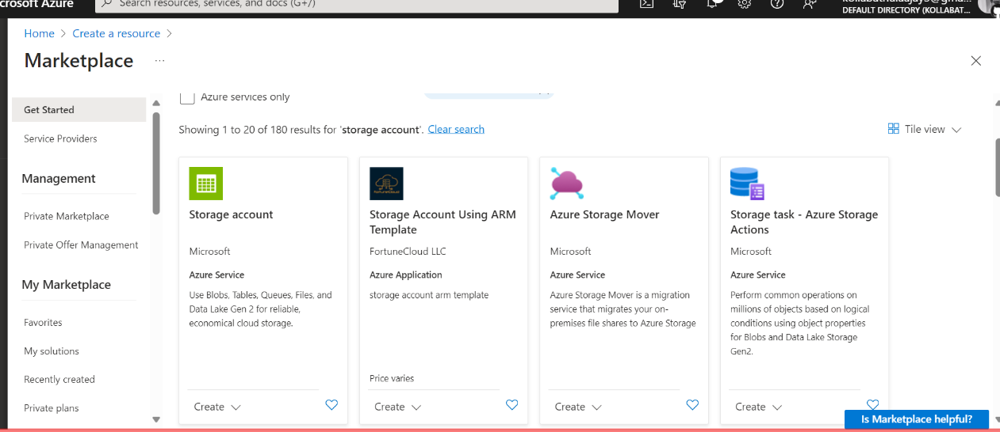 crosoft Azure
Search resources, services, and docs (G+/)
DEFAULT DIRECTORY (KOLLABAT...
Home > Create a resource >
Marketplace ...
Get Started
Service Providers
Management
Private Marketplace
Private Offer Management
My Marketplace
Favorites
My solutions
Recently created
Private plans
Azure services only
Showing 1 to 20 of 180 results for 'storage account'. Clear search
Tile view
Storage account
Microsoft
Azure Service
Use Blobs, Tables, Queues, Files, and
Data Lake Gen 2 for reliable,
economical cloud storage.
Create
FortuneCloud
Storage Account Using ARM
Template
FortuneCloud LLC
Azure Application
storage account arm template
Price varies
Create
Azure Storage Mover
Microsoft
Azure Service
Azure Storage Mover is a migration
service that migrates your on-
premises file shares to Azure Storage
Create
Storage task - Azure Storage
Actions
Microsoft
Azure Service
Perform common operations on
millions of objects based on logical
conditions using object properties
for Blobs and Data Lake Storage
Gen2.
Create
Is Marketplace helpful?